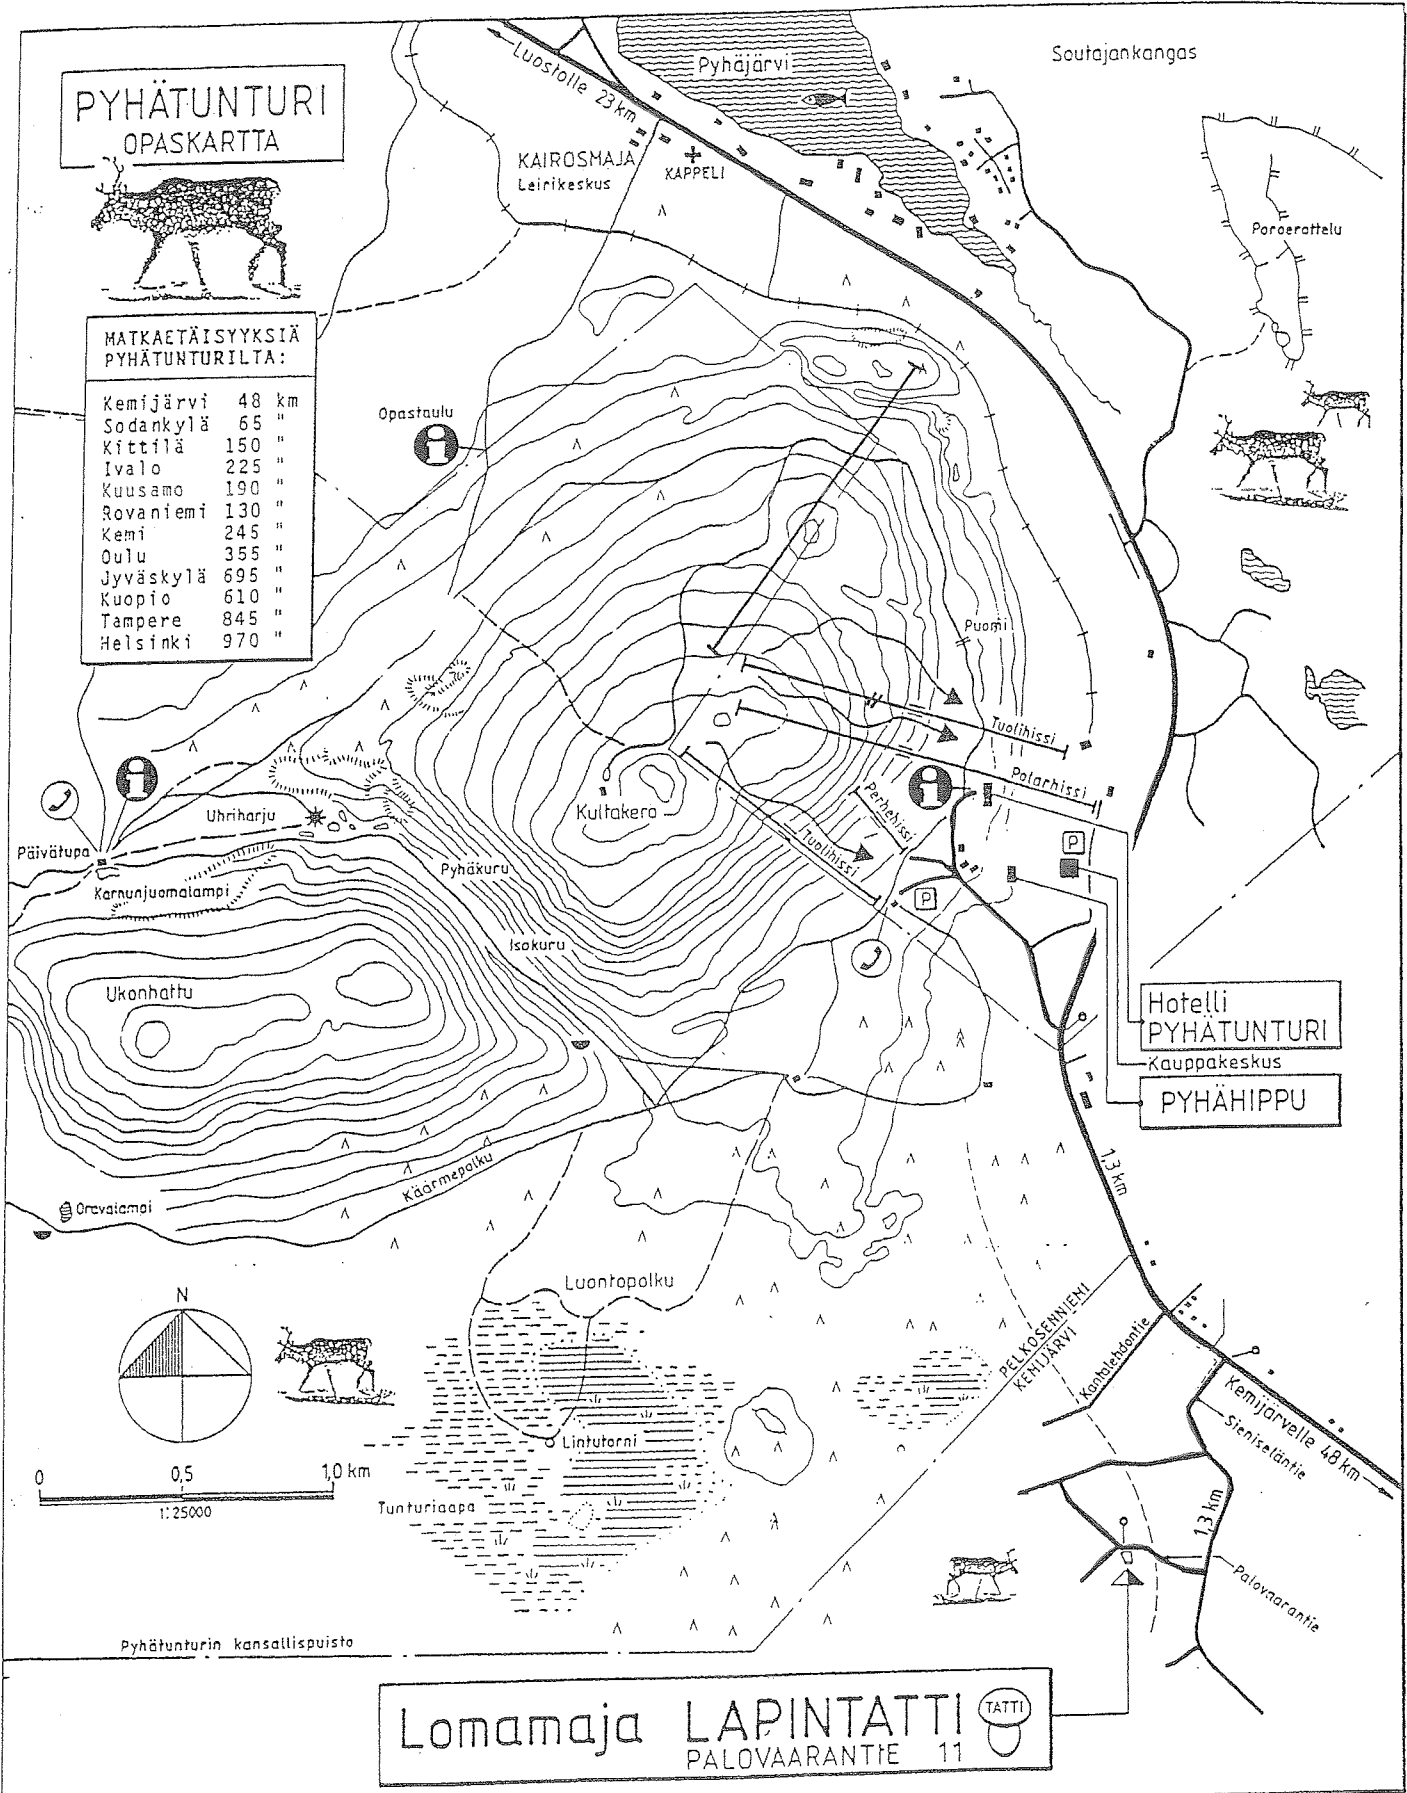 PYHÄTUNTURI
OPASKARTTA
Luostolle 23 km
Pyhäjärvi
Soutajankangas
KAIROSMAJA
Leirikeskus
KAPPELI
Poroerottelu
MATKAETÄISYYKSIÄ
PYHÄTUNTURILTA:
Kemijärvi 48 km
Sodankylä 65 "
Kittilä 150 "
Ivalo 225 "
Kuusamo 190 "
Rovaniemi 130 "
Kemi 245 "
Oulu 355 "
Jyväskylä 695 "
Kuopio 610 "
Tampere 845 "
Helsinki 970 "
Opastaulu
i
Puomi
Tuolihissi
Polarhissi
Perhehissi
Tuolihissi
i
i
P
P
Kultakero
Uhriharju
Päivätupa
Karnunjuomalampi
Pyhäkuru
Isokuru
Ukonhattu
Hotelli
PYHÄTUNTURI
Kauppakeskus
PYHÄHIPPU
1,3 km
Käärmepolku
Oravalampi
Luontopolku
PELKOSENNIEMI
KEMIJÄRVI
Kantolehdontie
Kemijärvelle 48 km
Sieniseläntie
N
Lintutorni
Tunturiaapa
0 0,5 1,0 km
1:25000
1,3 km
Palovaarantie
Pyhätunturin kansallispuisto
Lomamaja LAPINTATTI
PALOVAARANTIE 11
TATTI